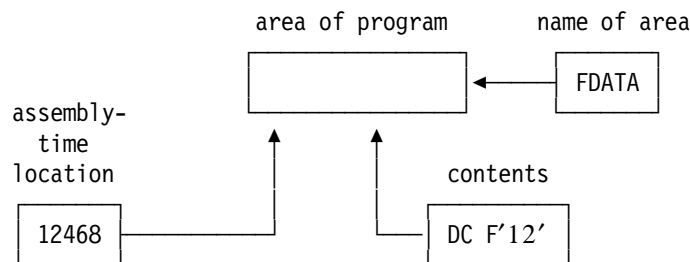 area of program
name of area
FDATA
assembly-
time
location
contents
12468
DC F′12′